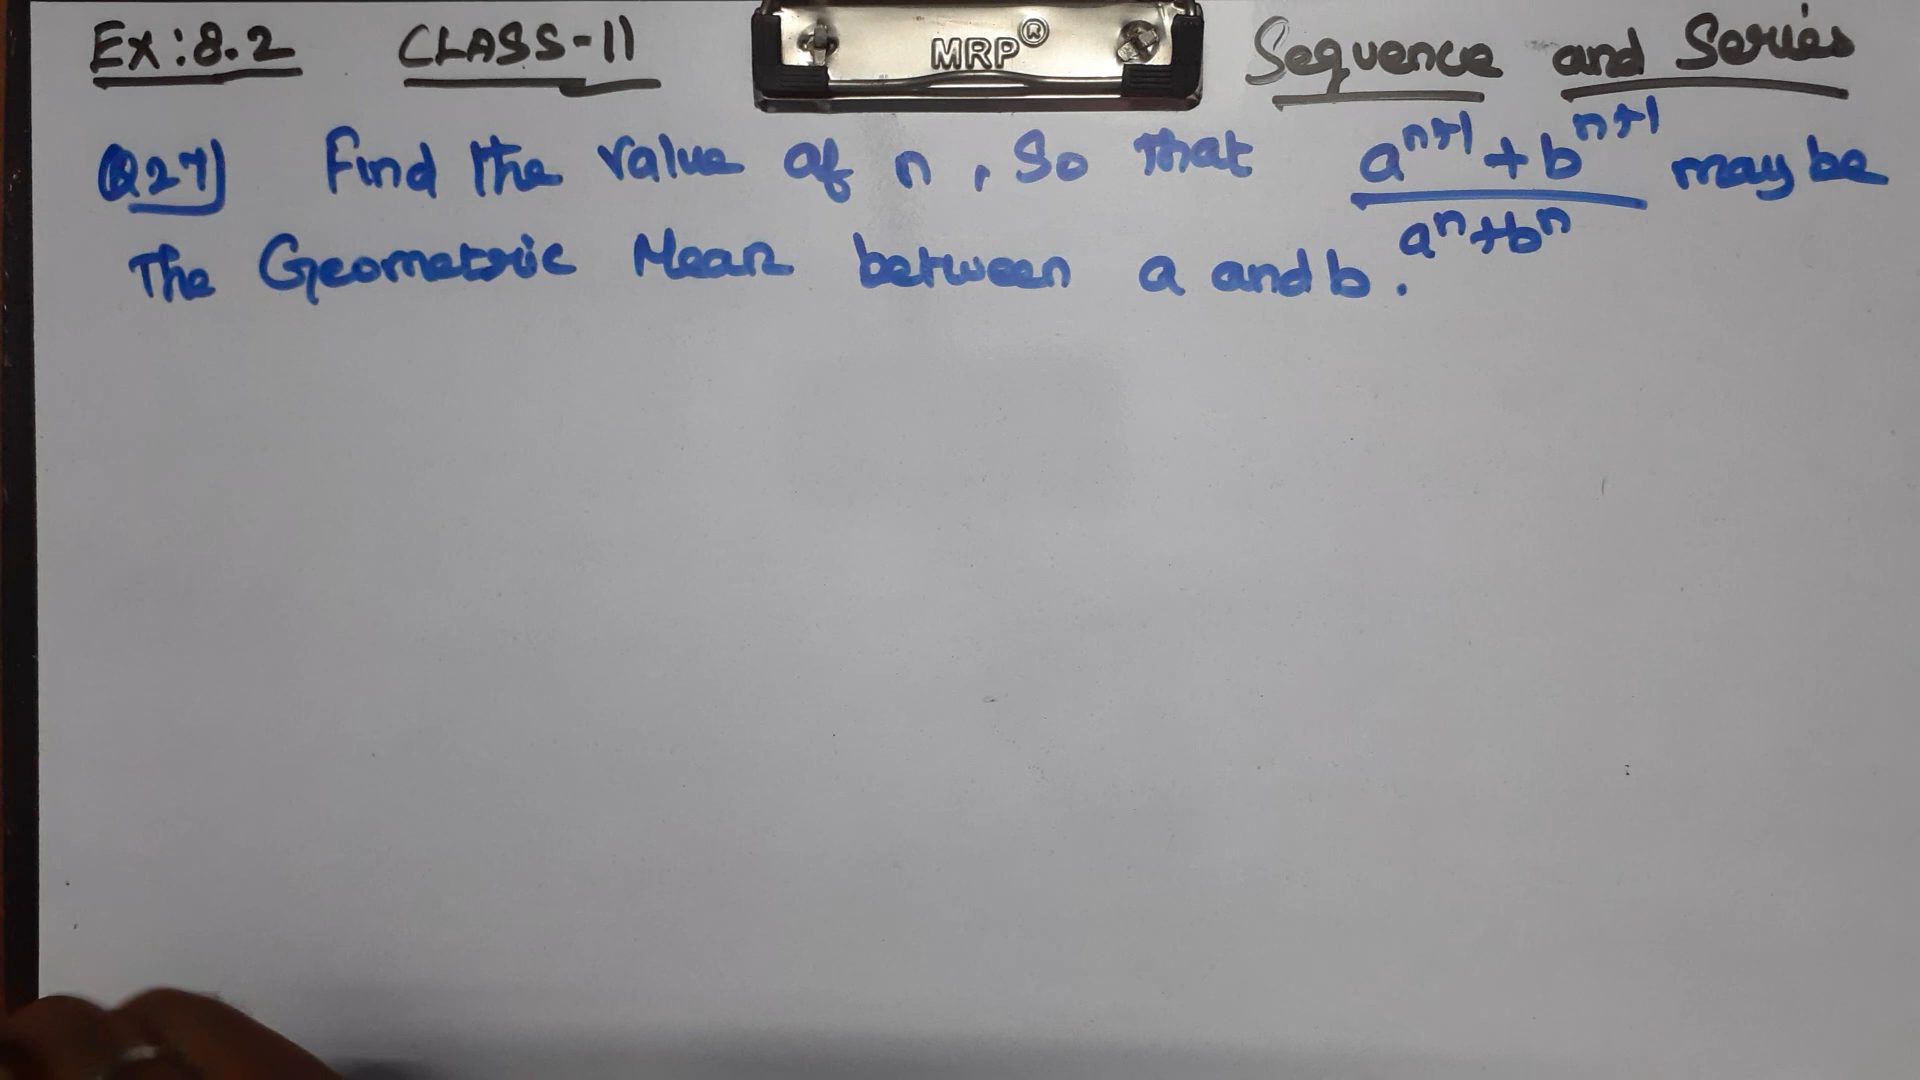 Ex:8.2 CLASS-11 MRP® Sequence and Series
Q27) Find the value of n, So that a^{n+1}+b^{n+1} / a^n+b^n may be
The Geometric Mean between a and b.